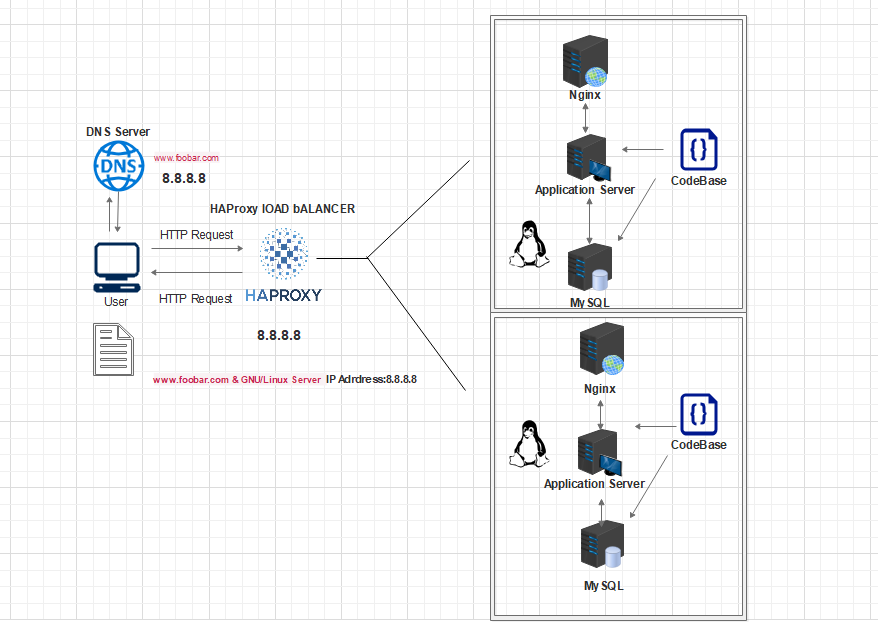 DNS Server
DNS
www.foobar.com
8.8.8.8
HAProxy lOAD bALANCER
HTTP Request
HTTP Request
User
HAPROXY
8.8.8.8
www.foobar.com & GNU/Linux Server IP Adrdress:8.8.8.8
Nginx
Application Server
{}
CodeBase
My SQL
Nginx
Application Server
{}
CodeBase
My SQL